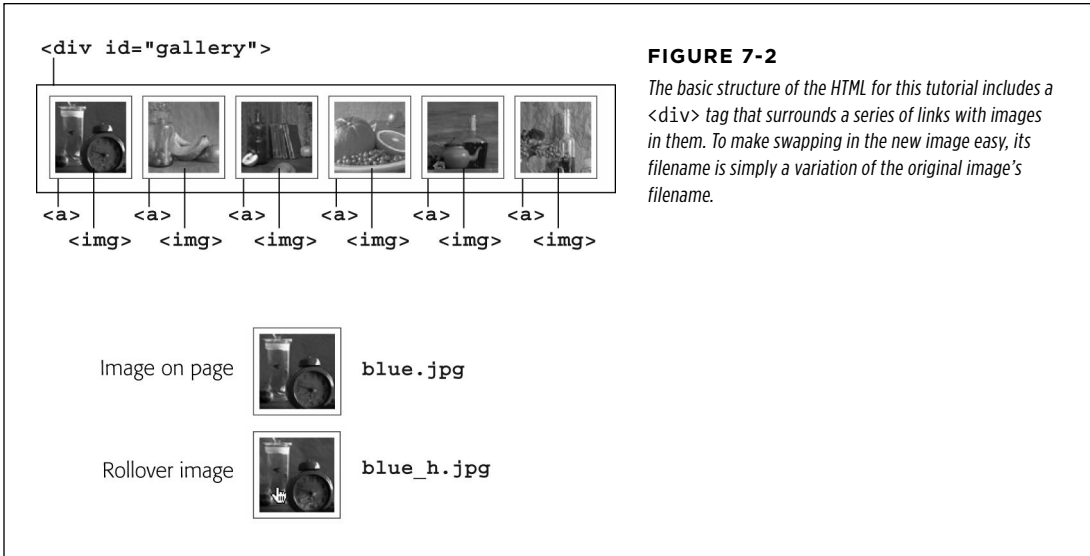 <div id="gallery">
<a> <a> <a> <a> <a> <a>
<img> <img> <img> <img> <img> <img>
FIGURE 7-2
The basic structure of the HTML for this tutorial includes a
<div> tag that surrounds a series of links with images
in them. To make swapping in the new image easy, its
filename is simply a variation of the original image's
filename.
Image on page blue.jpg
Rollover image blue_h.jpg